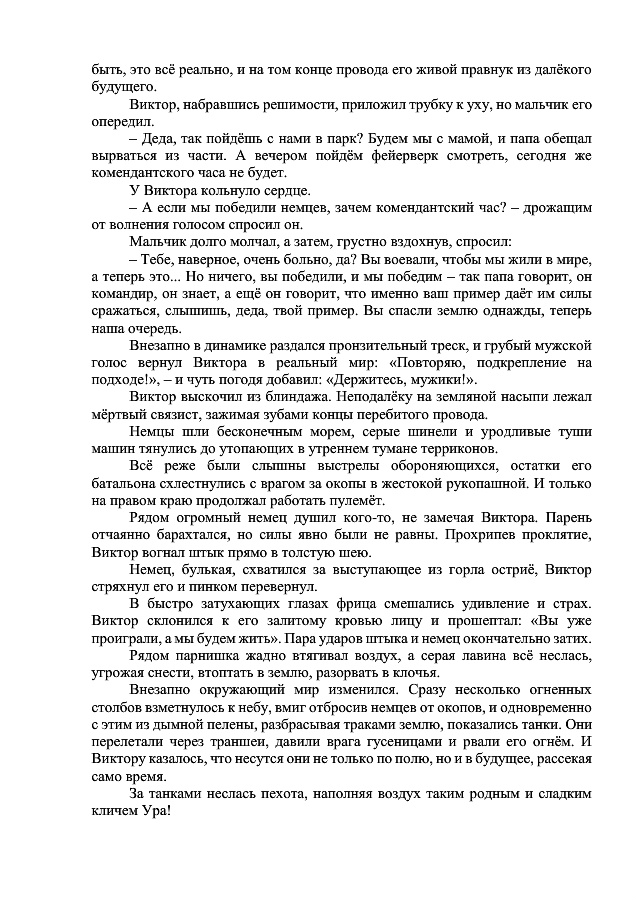 быть, это всё реально, и на том конце провода его живой правнук из далёкого
будущего.
Виктор, набравшись решимости, приложил трубку к уху, но мальчик его
опередил.
– Деда, так пойдёшь с нами в парк? Будем мы с мамой, и папа обещал
вырваться из части. А вечером пойдём фейерверк смотреть, сегодня же
комендантского часа не будет.
У Виктора кольнуло сердце.
– А если мы победили немцев, зачем комендантский час? – дрожащим
от волнения голосом спросил он.
Мальчик долго молчал, а затем, грустно вздохнув, спросил:
– Тебе, наверное, очень больно, да? Вы воевали, чтобы мы жили в мире,
а теперь это... Но ничего, вы победили, и мы победим – так папа говорит, он
командир, он знает, а ещё он говорит, что именно ваш пример даёт им силы
сражаться, слышишь, деда, твой пример. Вы спасли землю однажды, теперь
наша очередь.
Внезапно в динамике раздался пронзительный треск, и грубый мужской
голос вернул Виктора в реальный мир: «Повторяю, подкрепление на
подходе!», – и чуть погодя добавил: «Держитесь, мужики!».
Виктор выскочил из блиндажа. Неподалёку на земляной насыпи лежал
мёртвый связист, зажимая зубами концы перебитого провода.
Немцы шли бесконечным морем, серые шинели и уродливые туши
машин тянулись до утопающих в утреннем тумане терриконов.
Всё реже были слышны выстрелы обороняющихся, остатки его
батальона схлестнулись с врагом за окопы в жестокой рукопашной. И только
на правом краю продолжал работать пулемёт.
Рядом огромный немец душил кого-то, не замечая Виктора. Парень
отчаянно барахтался, но силы явно были не равны. Прохрипев проклятие,
Виктор вогнал штык прямо в толстую шею.
Немец, булькая, схватился за выступающее из горла остриё, Виктор
стряхнул его и пинком перевернул.
В быстро затухающих глазах фрица смешались удивление и страх.
Виктор склонился к его залитому кровью лицу и прошептал: «Вы уже
проиграли, а мы будем жить». Пара ударов штыка и немец окончательно затих.
Рядом парнишка жадно втягивал воздух, а серая лавина всё неслась,
угрожая снести, втоптать в землю, разорвать в клочья.
Внезапно окружающий мир изменился. Сразу несколько огненных
столбов взметнулось к небу, вмиг отбросив немцев от окопов, и одновременно
с этим из дымной пелены, разбрасывая траками землю, показались танки. Они
перелетали через траншеи, давили врага гусеницами и рвали его огнём. И
Виктору казалось, что несутся они не только по полю, но и в будущее, рассекая
само время.
За танками неслась пехота, наполняя воздух таким родным и сладким
кличем Ура!